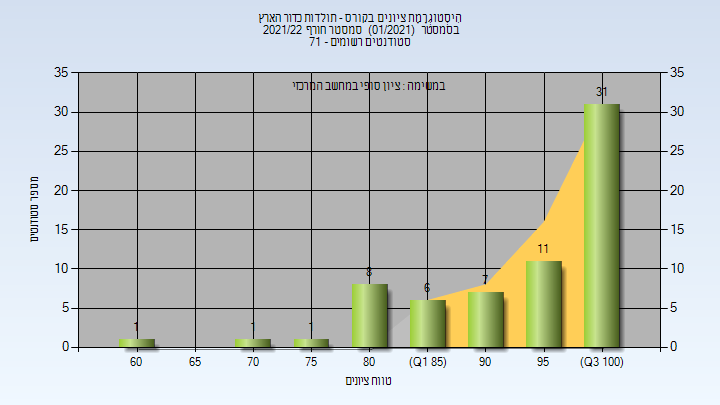 היסטוגרמת ציונים בקורס - תולדות כדור הארץ
בסמסטר (01/2021) סמסטר חורף 2021/22
סטודנטים רשומים - 71
במשימה : ציון סופי במחשב המרכזי
35 35
30 30
25 25
20 20
15 15
10 10
5 5
0 0
מספר סטודנטים
1 1 1 8 6 7 11 31
60 65 70 75 80 (Q1 85) 90 95 (Q3 100)
טווח ציונים